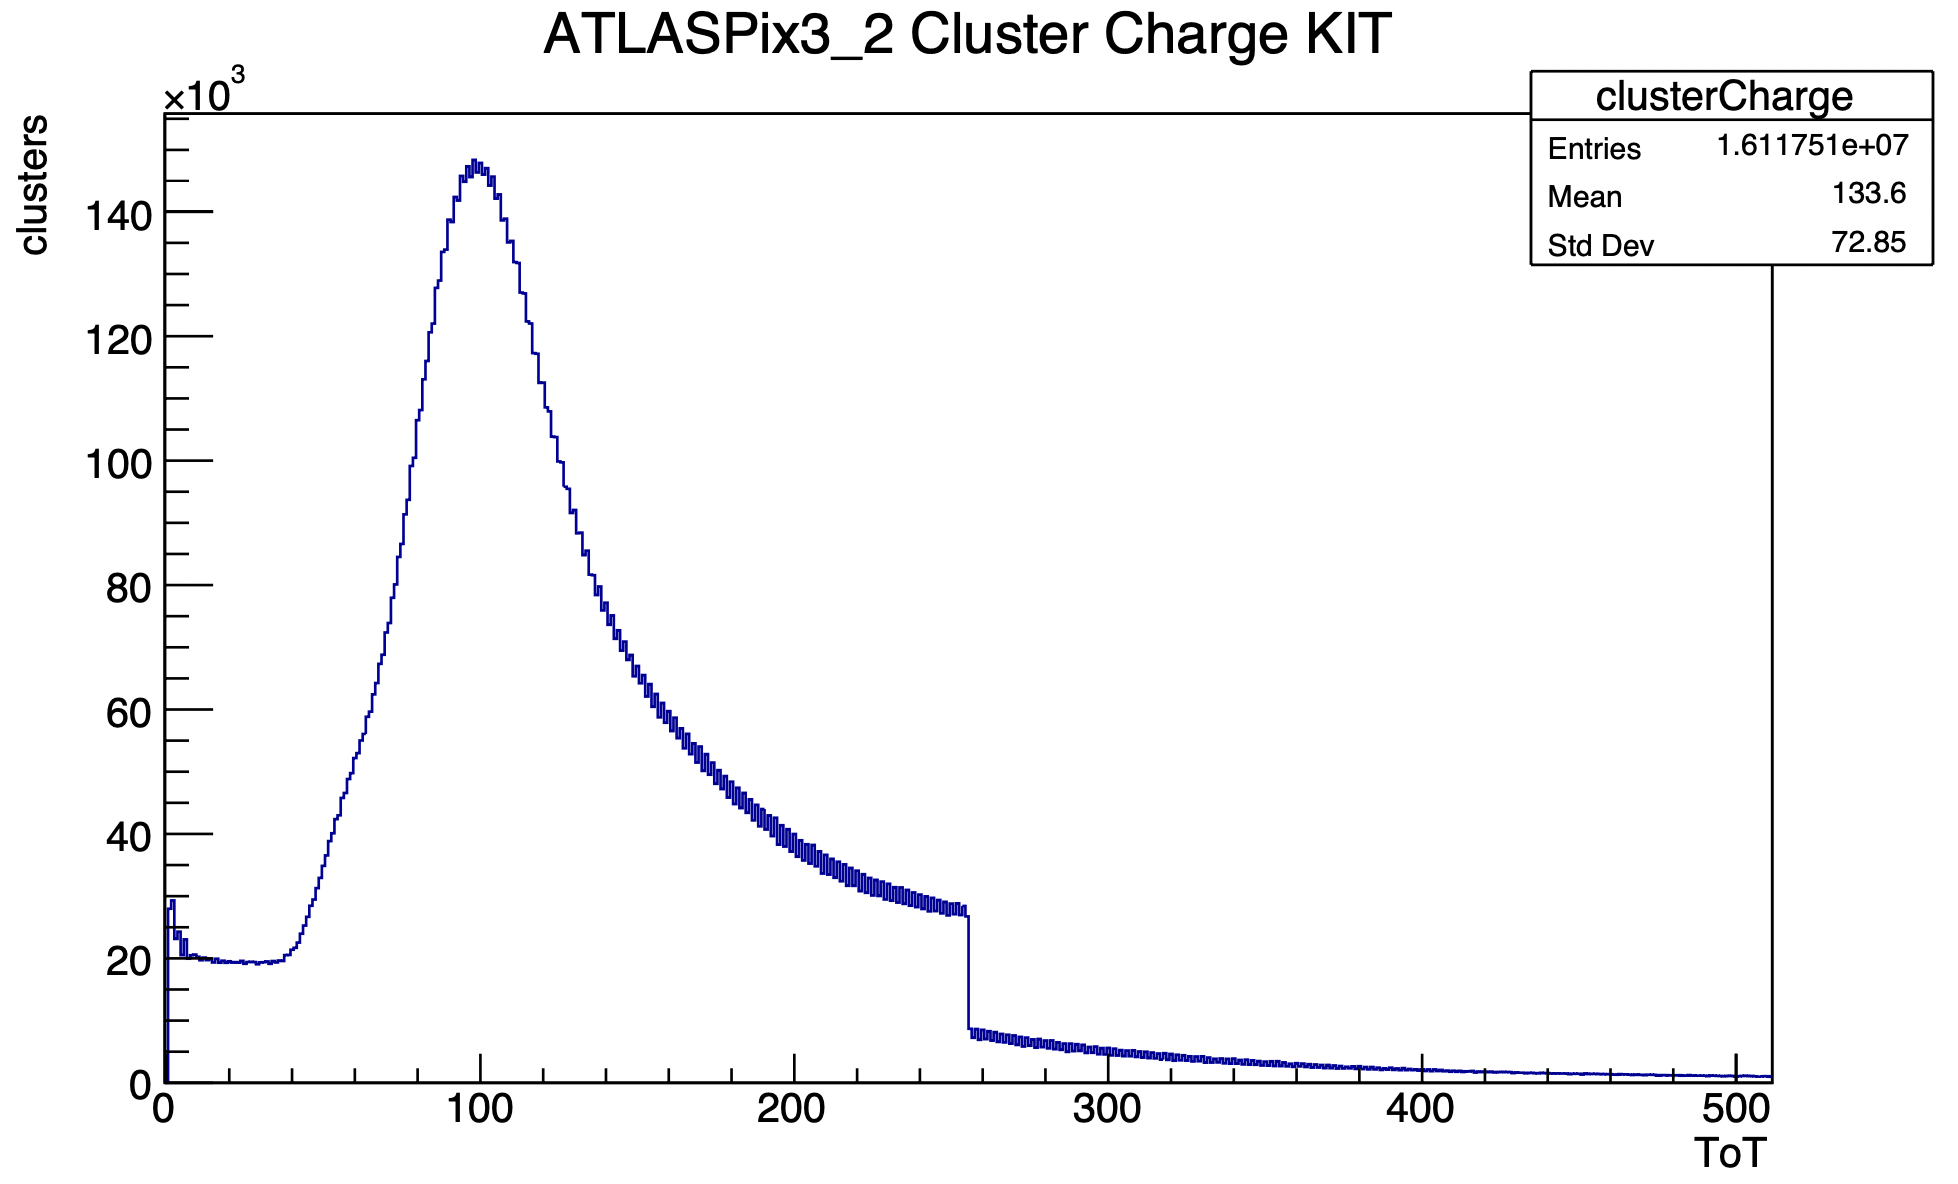 ATLASPix3_2 Cluster Charge KIT
×10³
clusters
clusterCharge
Entries 1.611751e+07
Mean 133.6
Std Dev 72.85
140
120
100
80
60
40
20
0
0 100 200 300 400 500
ToT